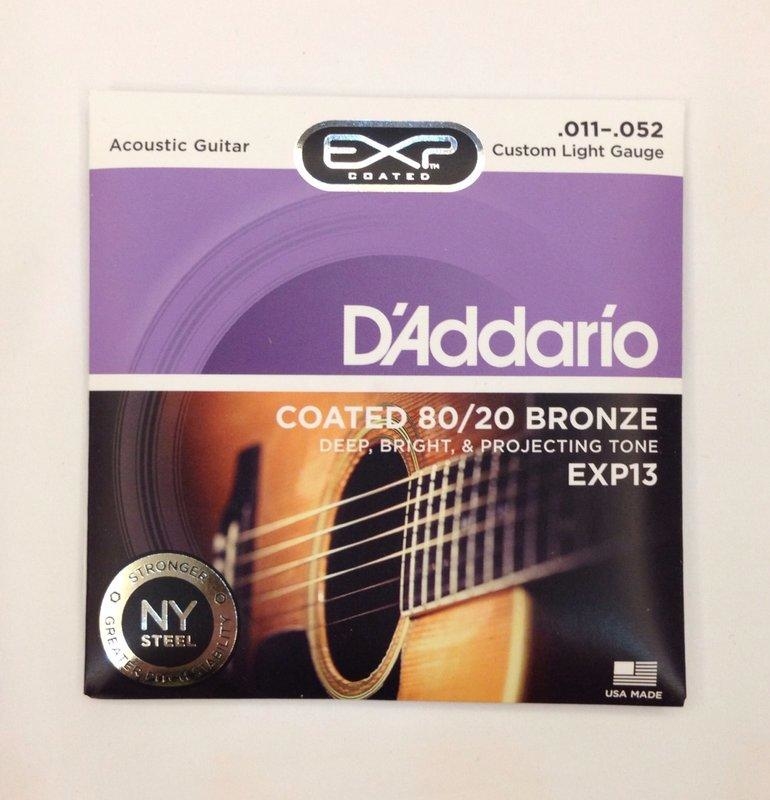 Acoustic Guitar
EXP™
COATED
.011–.052
Custom Light Gauge
D'Addario
COATED 80/20 BRONZE
DEEP, BRIGHT, & PROJECTING TONE
EXP13
STRONGER
NY
STEEL
GREATER PITCH STABILITY
USA MADE